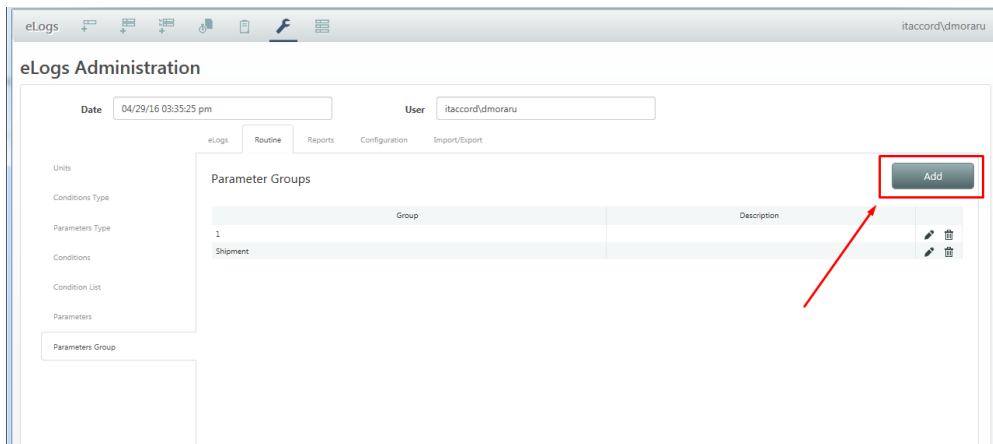 eLogs itaccord\dmoraru
eLogs Administration
Date 04/29/16 03:35:25 pm User itaccord\dmoraru
eLogs Routine Reports Configuration Import/Export
Units
Conditions Type
Parameters Type
Conditions
Condition List
Parameters
Parameters Group
Parameter Groups Add
Group Description
1
Shipment